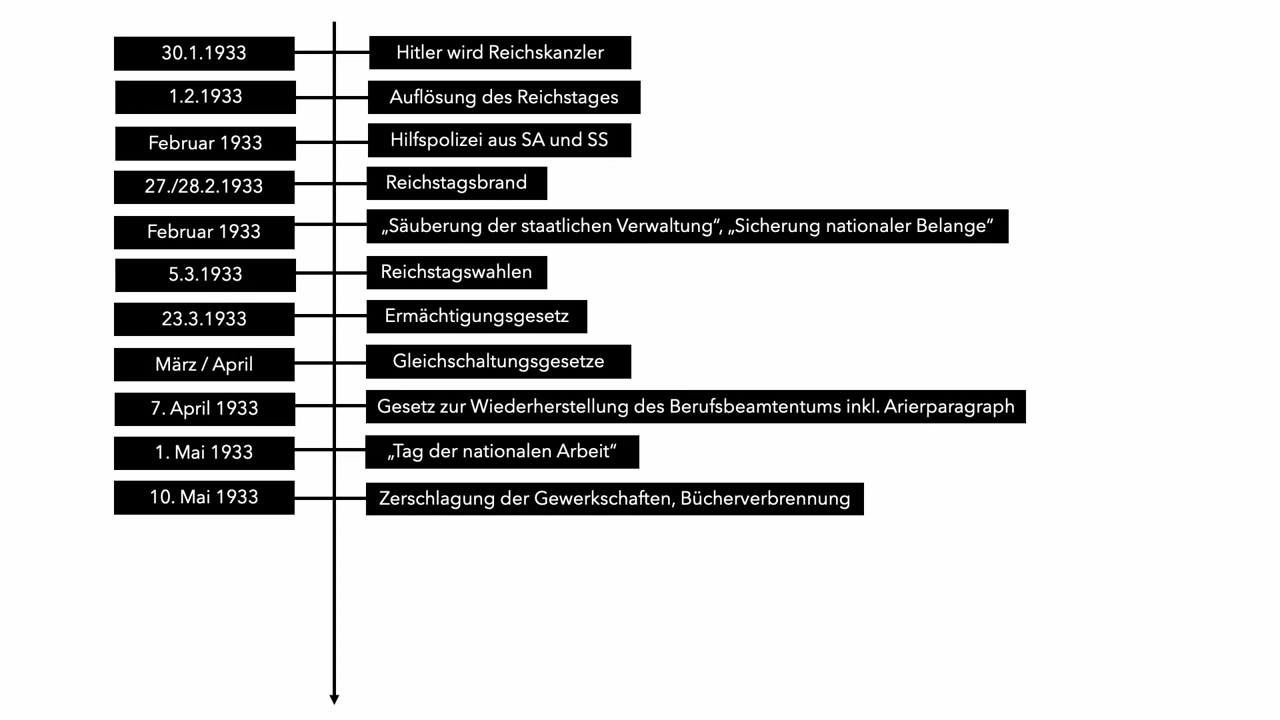 30.1.1933
Hitler wird Reichskanzler
1.2.1933
Auflösung des Reichstages
Februar 1933
Hilfspolizei aus SA und SS
27./28.2.1933
Reichstagsbrand
Februar 1933
„Säuberung der staatlichen Verwaltung“, „Sicherung nationaler Belange“
5.3.1933
Reichstagswahlen
23.3.1933
Ermächtigungsgesetz
März / April
Gleichschaltungsgesetze
7. April 1933
Gesetz zur Wiederherstellung des Berufsbeamtentums inkl. Arierparagraph
1. Mai 1933
„Tag der nationalen Arbeit“
10. Mai 1933
Zerschlagung der Gewerkschaften, Bücherverbrennung